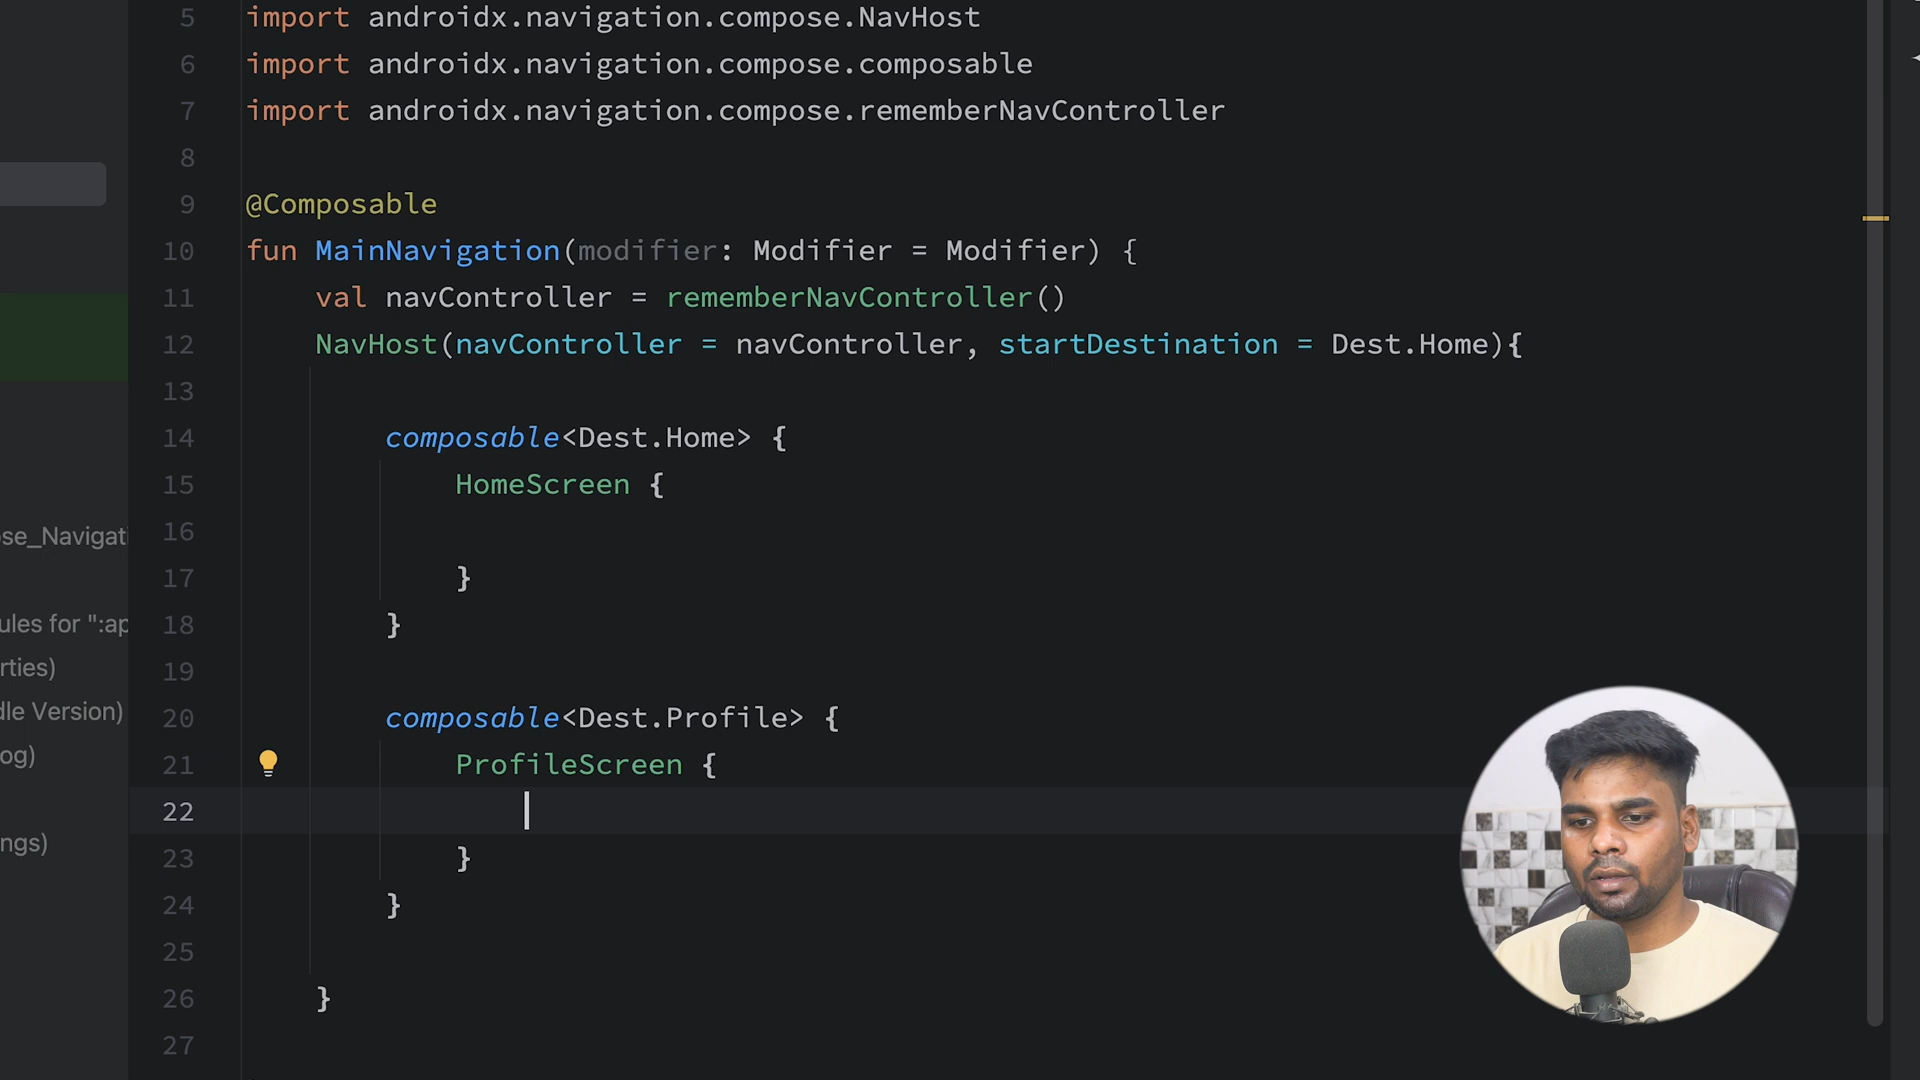 5 import androidx.navigation.compose.NavHost
6 import androidx.navigation.compose.composable
7 import androidx.navigation.compose.rememberNavController
8
9 @Composable
10 fun MainNavigation(modifier: Modifier = Modifier) {
11 val navController = rememberNavController()
12 NavHost(navController = navController, startDestination = Dest.Home){
13
14 composable<Dest.Home> {
15 HomeScreen {
16
17 }
18 }
19
20 composable<Dest.Profile> {
21 ProfileScreen {
22
23 }
24 }
25
26 }
27
se_Navigati
ules for ":ap
rties)
dle Version)
og)
ngs)